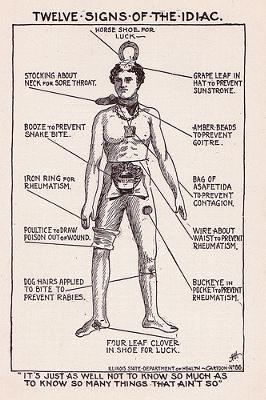 TWELVE·SIGNS·OF·THE·IDIAC.
HORSE SHOE FOR
LUCK—
STOCKING ABOUT
NECK FOR SORE THROAT.
GRAPE LEAF IN
HAT TO PREVENT
SUNSTROKE.
BOOZE TO PREVENT
SNAKE BITE.
AMBER BEADS
TO PREVENT
GOITRE.
IRON RING FOR
RHEUMATISM.
BAG OF
ASAFETIDA
TO PREVENT
CONTAGION.
POULTICE TO DRAW
POISON OUT OF WOUND.
WIRE ABOUT
WAIST TO PREVENT
RHEUMATISM.
DOG HAIRS APPLIED
TO BITE TO
PREVENT RABIES.
BUCKEYE IN
POCKET TO PREVENT
RHEUMATISM.
FOUR LEAF CLOVER
IN SHOE FOR LUCK.
ILLINOIS STATE DEPARTMENT OF HEALTH — CARTOON Nº 86
"IT'S JUST AS WELL NOT TO KNOW SO MUCH AS
TO KNOW SO MANY THINGS THAT AIN'T SO"